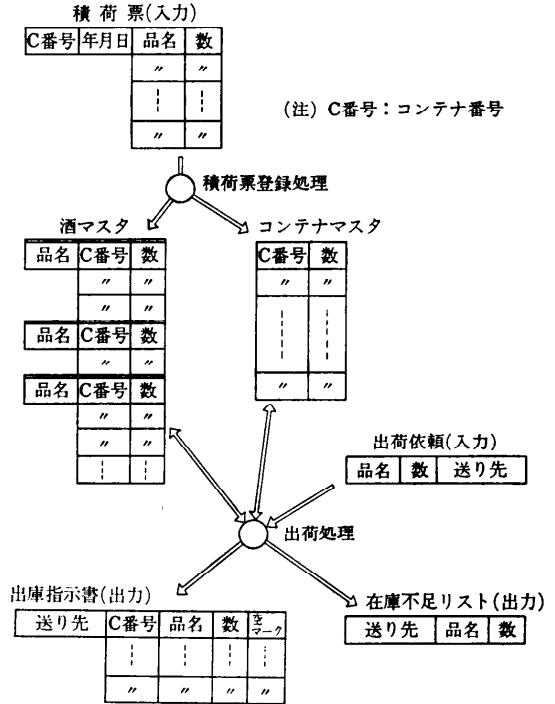 積荷票(入力)
C番号 年月日 品名 数
〃 〃
〃 〃
(注) C番号：コンテナ番号
積荷票登録処理
酒マスタ
コンテナマスタ
品名 C番号 数
C番号 数
〃 〃
〃 〃
〃 〃
品名 C番号 数
〃 〃
品名 C番号 数
〃 〃
〃 〃
〃 〃
出荷依頼(入力)
品名 数 送り先
出荷処理
出庫指示書(出力)
送り先 C番号 品名 数 空マーク
〃 〃 〃 〃
在庫不足リスト(出力)
送り先 品名 数